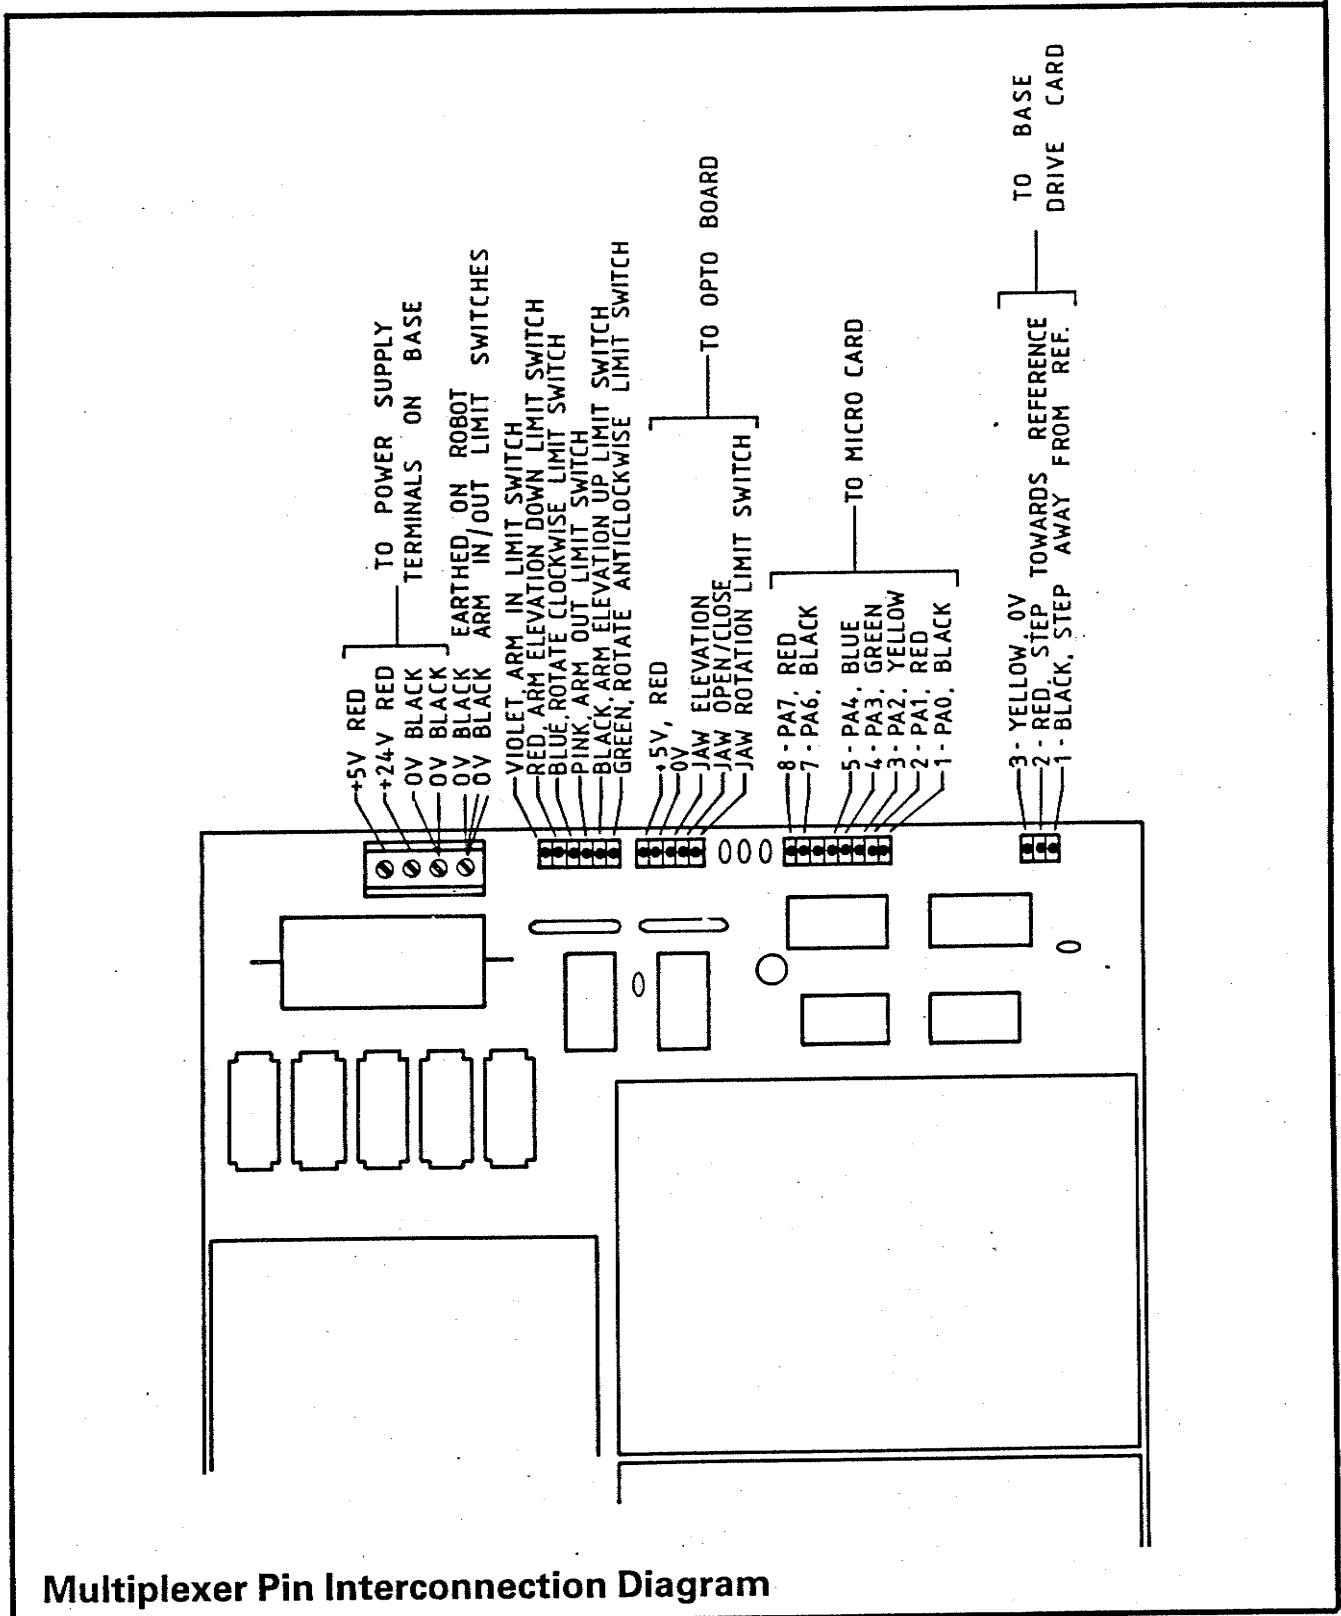 +5V RED
+24V RED
0V BLACK
0V BLACK
TO POWER SUPPLY
TERMINALS ON BASE
0V BLACK EARTHED ON ROBOT
0V BLACK ARM IN/OUT LIMIT SWITCHES
VIOLET, ARM IN LIMIT SWITCH
RED, ARM ELEVATION DOWN LIMIT SWITCH
BLUE, ROTATE CLOCKWISE LIMIT SWITCH
PINK, ARM OUT LIMIT SWITCH
BLACK, ARM ELEVATION UP LIMIT SWITCH
GREEN, ROTATE ANTICLOCKWISE LIMIT SWITCH
+5V, RED
0V
JAW ELEVATION
JAW OPEN/CLOSE
JAW ROTATION LIMIT SWITCH
TO OPTO BOARD
8-PA7, RED
7-PA6, BLACK
5-PA4, BLUE
4-PA3, GREEN
3-PA2, YELLOW
2-PA1, RED
1-PA0, BLACK
TO MICRO CARD
3-YELLOW, 0V
2-RED, STEP TOWARDS REFERENCE
1-BLACK, STEP AWAY FROM REF.
TO BASE
DRIVE CARD
Multiplexer Pin Interconnection Diagram